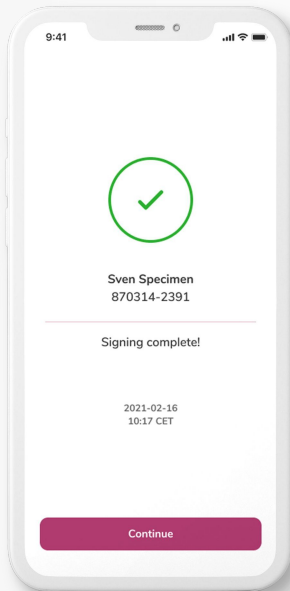 9:41
Sven Specimen
870314-2391
Signing complete!
2021-02-16
10:17 CET
Continue